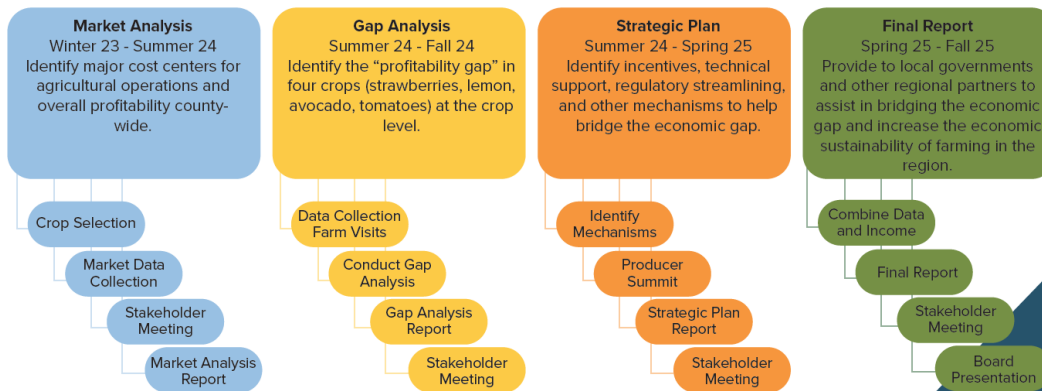 Market Analysis
Winter 23 - Summer 24
Identify major cost centers for
agricultural operations and
overall profitability county-
wide.
Crop Selection
Market Data
Collection
Stakeholder
Meeting
Market Analysis
Report
Gap Analysis
Summer 24 - Fall 24
Identify the “profitability gap” in
four crops (strawberries, lemon,
avocado, tomatoes) at the crop
level.
Data Collection
Farm Visits
Conduct Gap
Analysis
Gap Analysis
Report
Stakeholder
Meeting
Strategic Plan
Summer 24 - Spring 25
Identify incentives, technical
support, regulatory streamlining,
and other mechanisms to help
bridge the economic gap.
Identify
Mechanisms
Producer
Summit
Strategic Plan
Report
Stakeholder
Meeting
Final Report
Spring 25 - Fall 25
Provide to local governments
and other regional partners to
assist in bridging the economic
gap and increase the economic
sustainability of farming in the
region.
Combine Data
and Income
Final Report
Stakeholder
Meeting
Board
Presentation